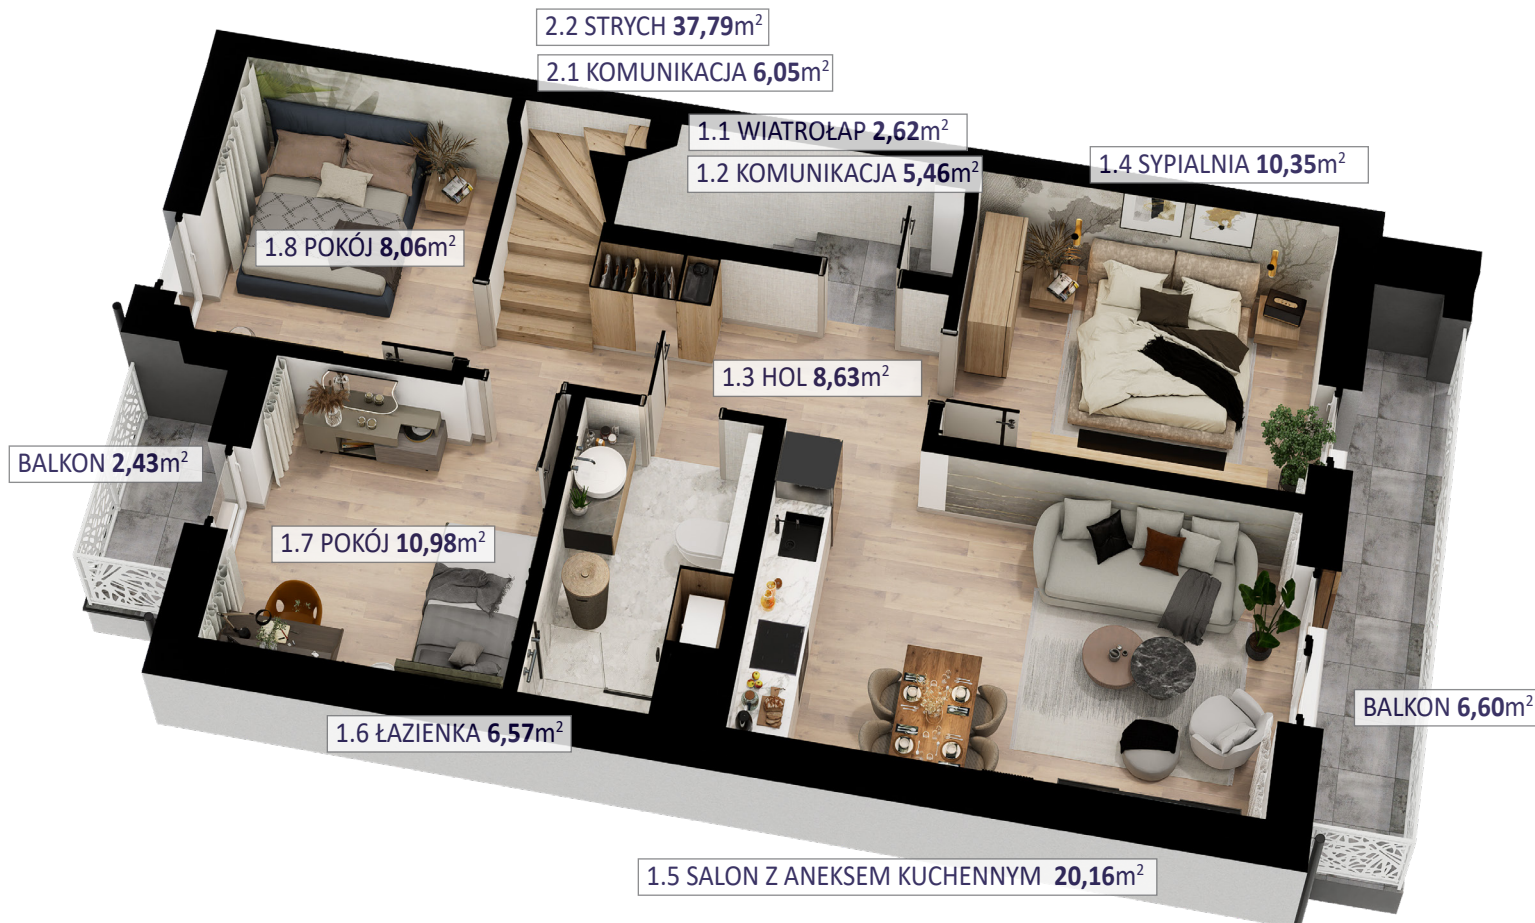 2.2 STRYCH 37,79m²
2.1 KOMUNIKACJA 6,05m²
1.1 WIATROŁAP 2,62m²
1.2 KOMUNIKACJA 5,46m²
1.4 SYPIALNIA 10,35m²
1.8 POKÓJ 8,06m²
1.3 HOL 8,63m²
BALKON 2,43m²
1.7 POKÓJ 10,98m²
BALKON 6,60m²
1.6 ŁAZIENKA 6,57m²
1.5 SALON Z ANEKSEM KUCHENNYM 20,16m²